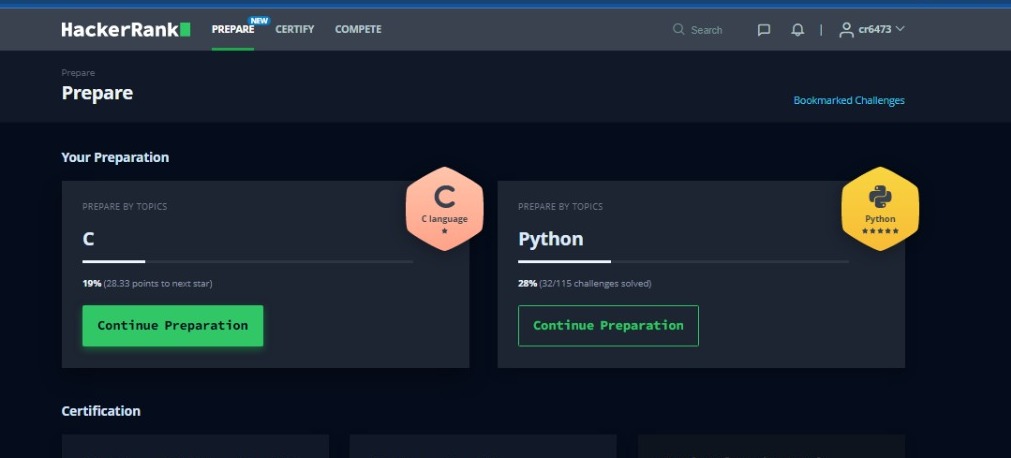 HackerRank
PREPARE
NEW
CERTIFY
COMPETE
Search
|
cr6473
Prepare
Prepare
Bookmarked Challenges
Your Preparation
PREPARE BY TOPICS
C
C language
★
19% (28.33 points to next star)
Continue Preparation
PREPARE BY TOPICS
Python
Python
★★★★★
28% (32/115 challenges solved)
Continue Preparation
Certification